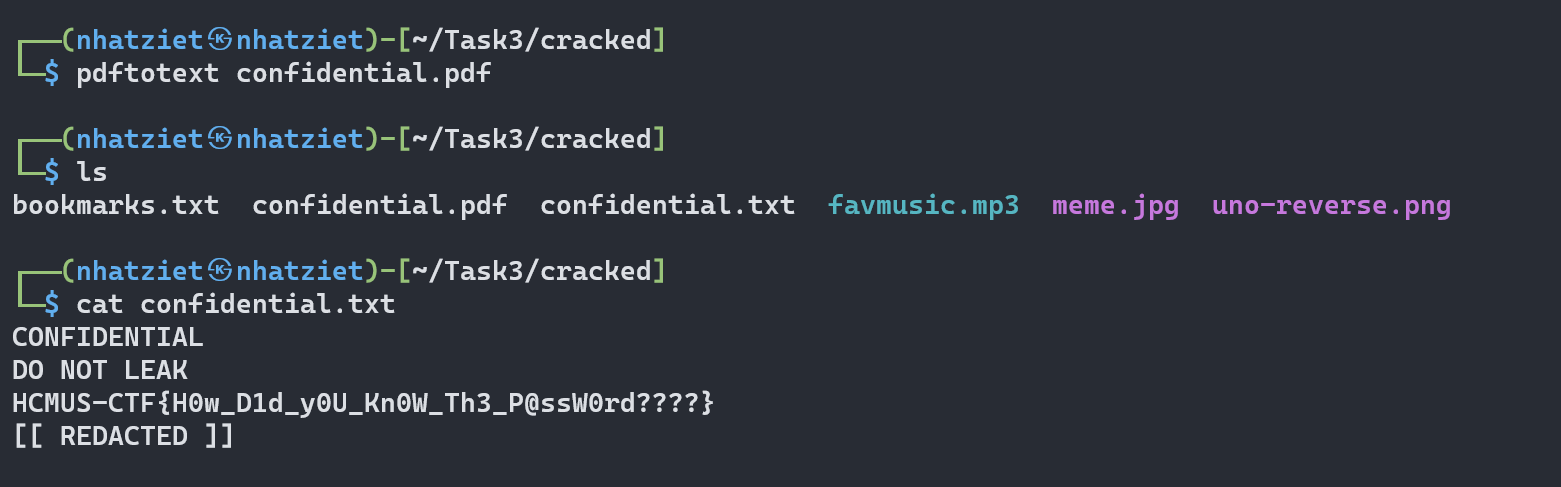 ┌──(nhatziet㉿nhatziet)-[~/Task3/cracked]
└─$ pdftotext confidential.pdf
┌──(nhatziet㉿nhatziet)-[~/Task3/cracked]
└─$ ls
bookmarks.txt  confidential.pdf  confidential.txt  favmusic.mp3  meme.jpg  uno-reverse.png
┌──(nhatziet㉿nhatziet)-[~/Task3/cracked]
└─$ cat confidential.txt
CONFIDENTIAL
DO NOT LEAK
HCMUS-CTF{H0w_D1d_y0U_Kn0W_Th3_P@ssW0rd????}
[[ REDACTED ]]